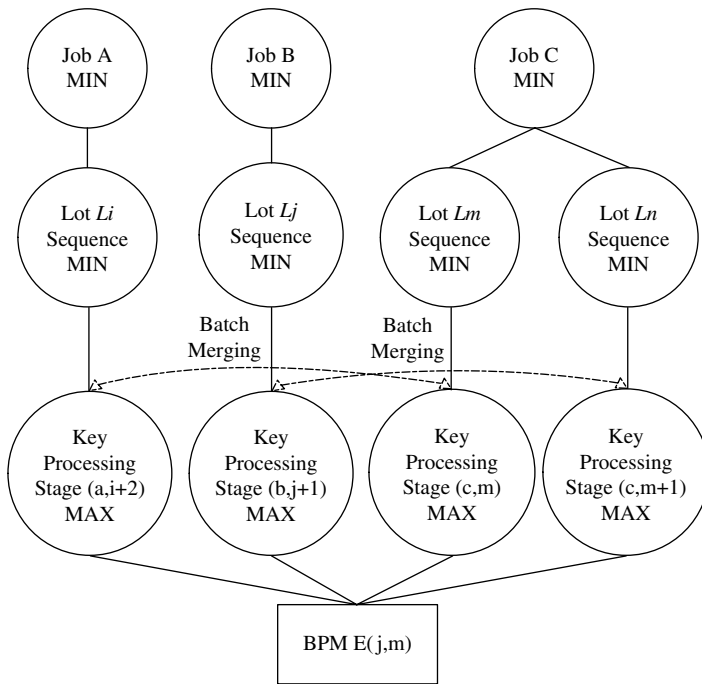 Job A
MIN
Job B
MIN
Job C
MIN
Lot Li
Sequence
MIN
Lot Lj
Sequence
MIN
Lot Lm
Sequence
MIN
Lot Ln
Sequence
MIN
Batch
Merging
Batch
Merging
Key
Processing
Stage (a,i+2)
MAX
Key
Processing
Stage (b,j+1)
MAX
Key
Processing
Stage (c,m)
MAX
Key
Processing
Stage (c,m+1)
MAX
BPM E(j,m)